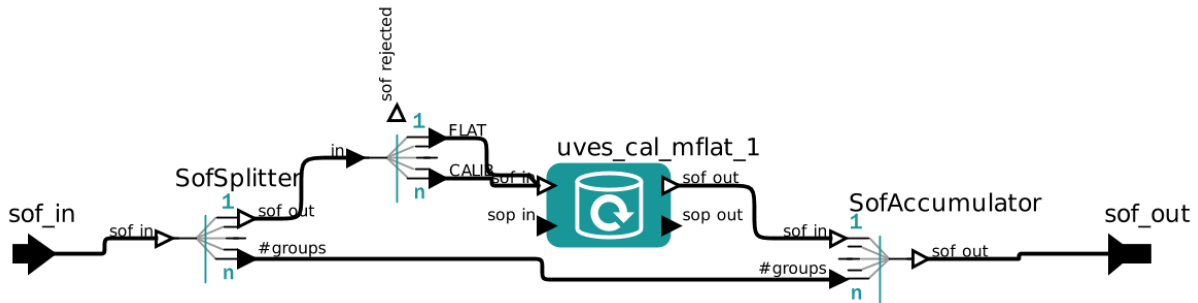 sof rejected
1
FLAT
in
CALIB
n
uves_cal_mflat_1
sof in
sof out
sop in
sop out
SofSplitter
1
sof out
sof_in
sof in
#groups
n
SofAccumulator
1
sof in
#groups
n
sof out
sof_out